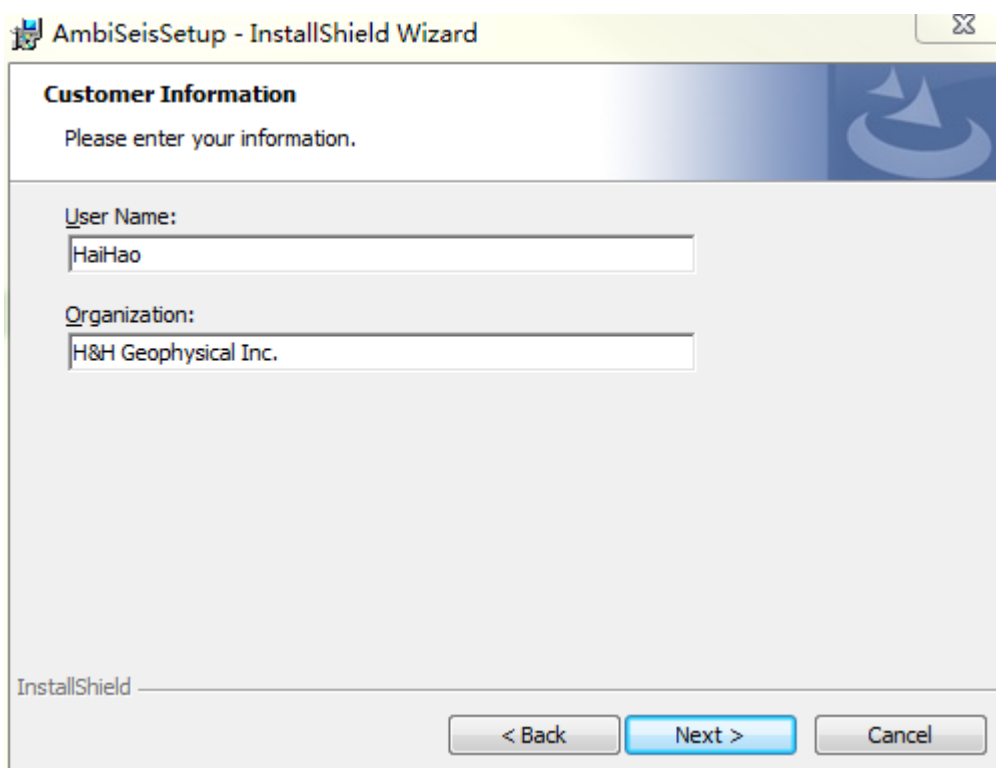 AmbiSeisSetup - InstallShield Wizard
Customer Information
Please enter your information.
User Name:
HaiHao
Organization:
H&H Geophysical Inc.
InstallShield
< Back
Next >
Cancel